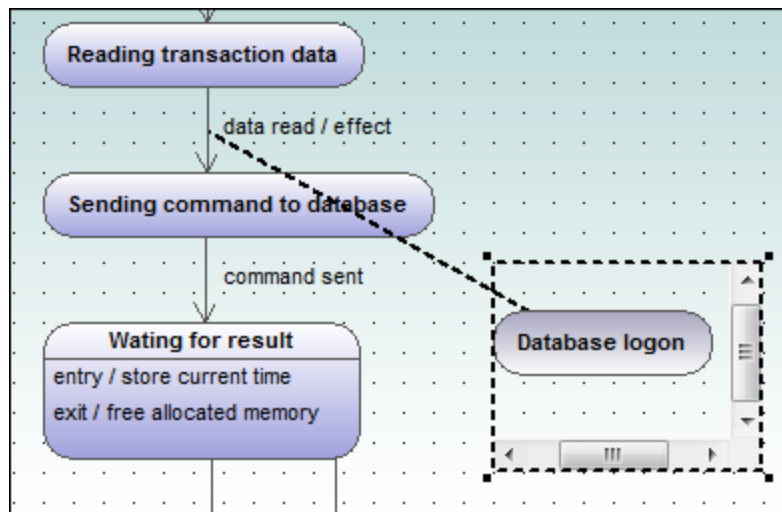 Reading transaction data
data read / effect
Sending command to database
command sent
Wating for result
entry / store current time
exit / free allocated memory
Database logon